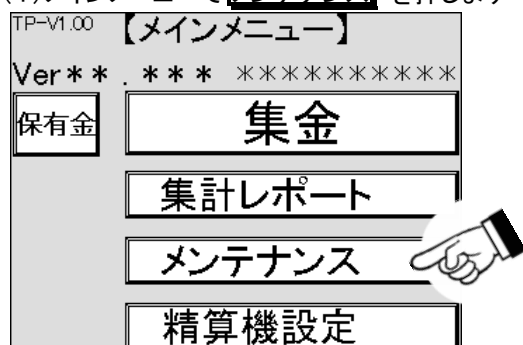 TP-V1.00 【メインメニュー】
Ver**.*** **********
保有金
集金
集計レポート
メンテナンス
精算機設定